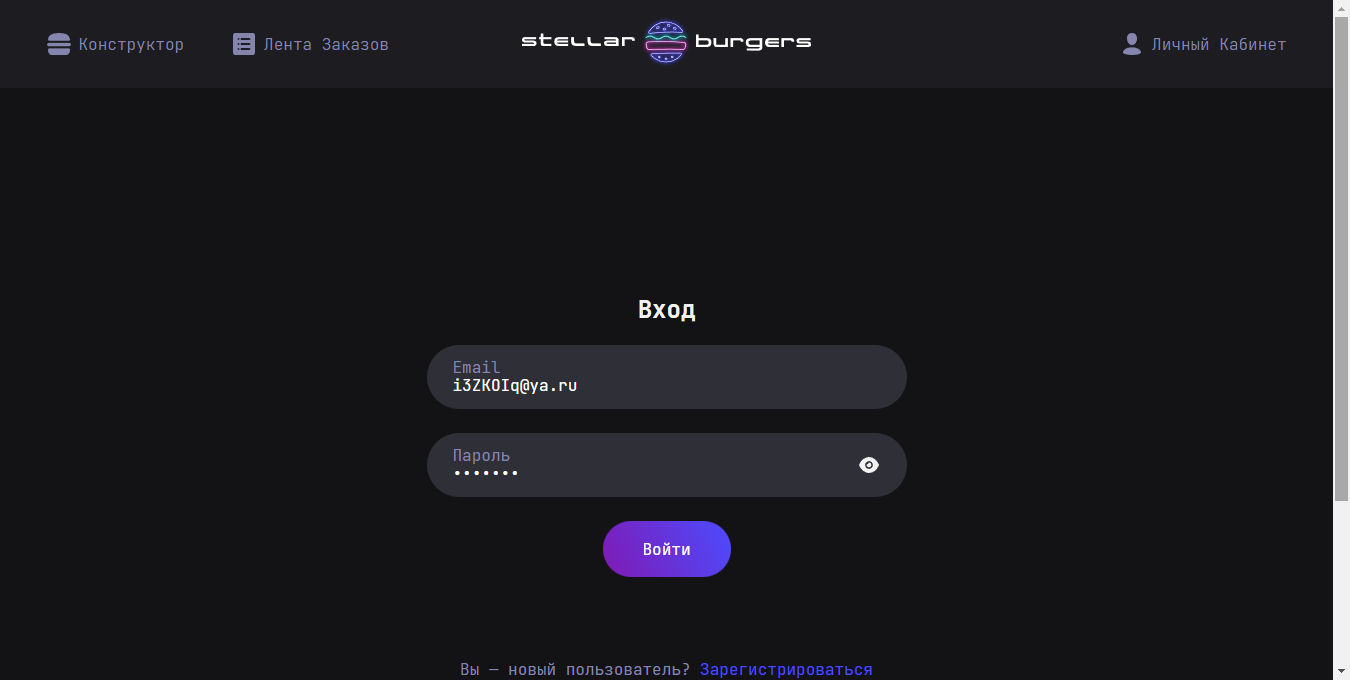 Конструктор
Лента Заказов
stellar burgers
Личный Кабинет
Вход
Email
i3ZKOIq@ya.ru
Пароль
•••••••
Войти
Вы — новый пользователь? Зарегистрироваться